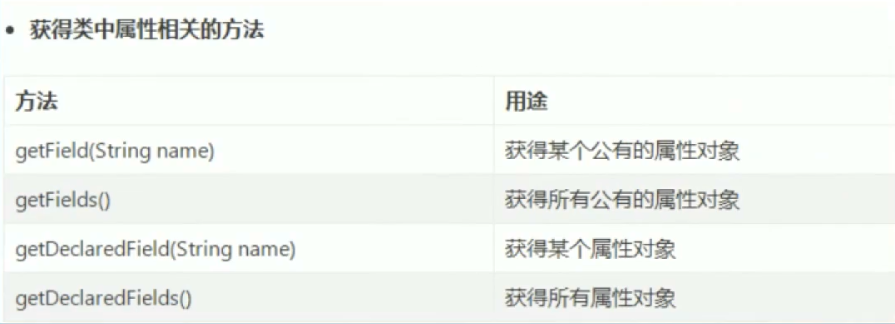 • 获得类中属性相关的方法
方法 用途
getField(String name) 获得某个公有的属性对象
getFields() 获得所有公有的属性对象
getDeclaredField(String name) 获得某个属性对象
getDeclaredFields() 获得所有属性对象